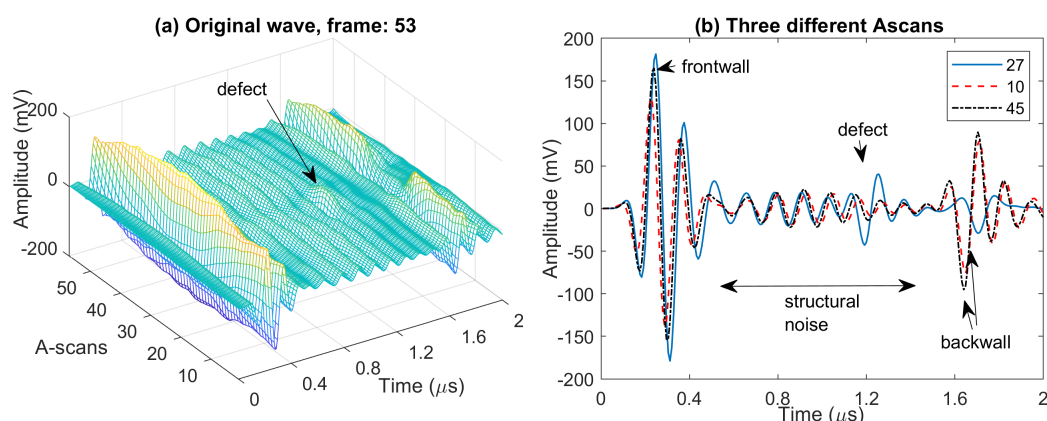 (a) Original wave, frame: 53
defect
Amplitude (mV)
200
0
-200
50
40
30
20
10
A-scans
0
0.4
0.8
1.2
1.6
2
Time (μs)
(b) Three different Ascans
200
150
100
50
0
-50
-100
-150
-200
Amplitude (mV)
frontwall
defect
27
10
45
structural
noise
backwall
0
0.4
0.8
1.2
1.6
2
Time (μs)